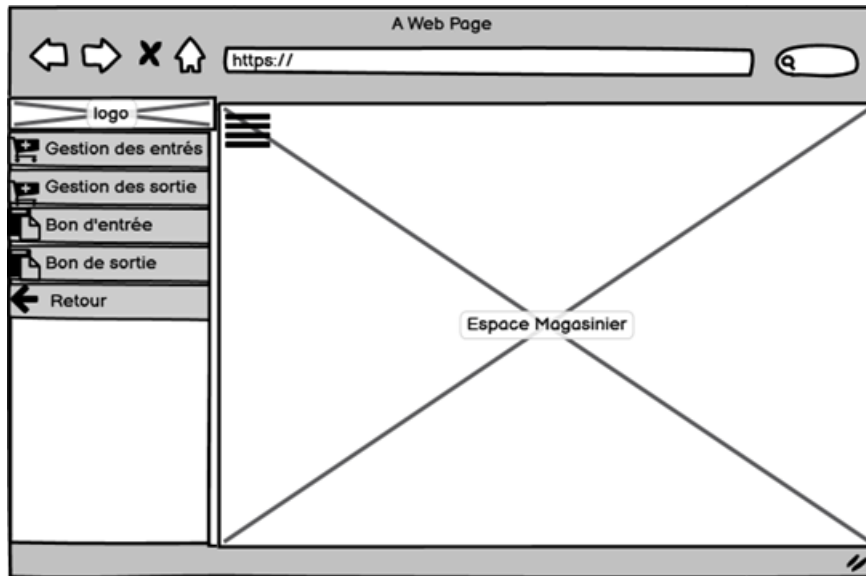 A Web Page
https://
logo
Gestion des entrés
Gestion des sortie
Bon d'entrée
Bon de sortie
Retour
Espace Magasinier